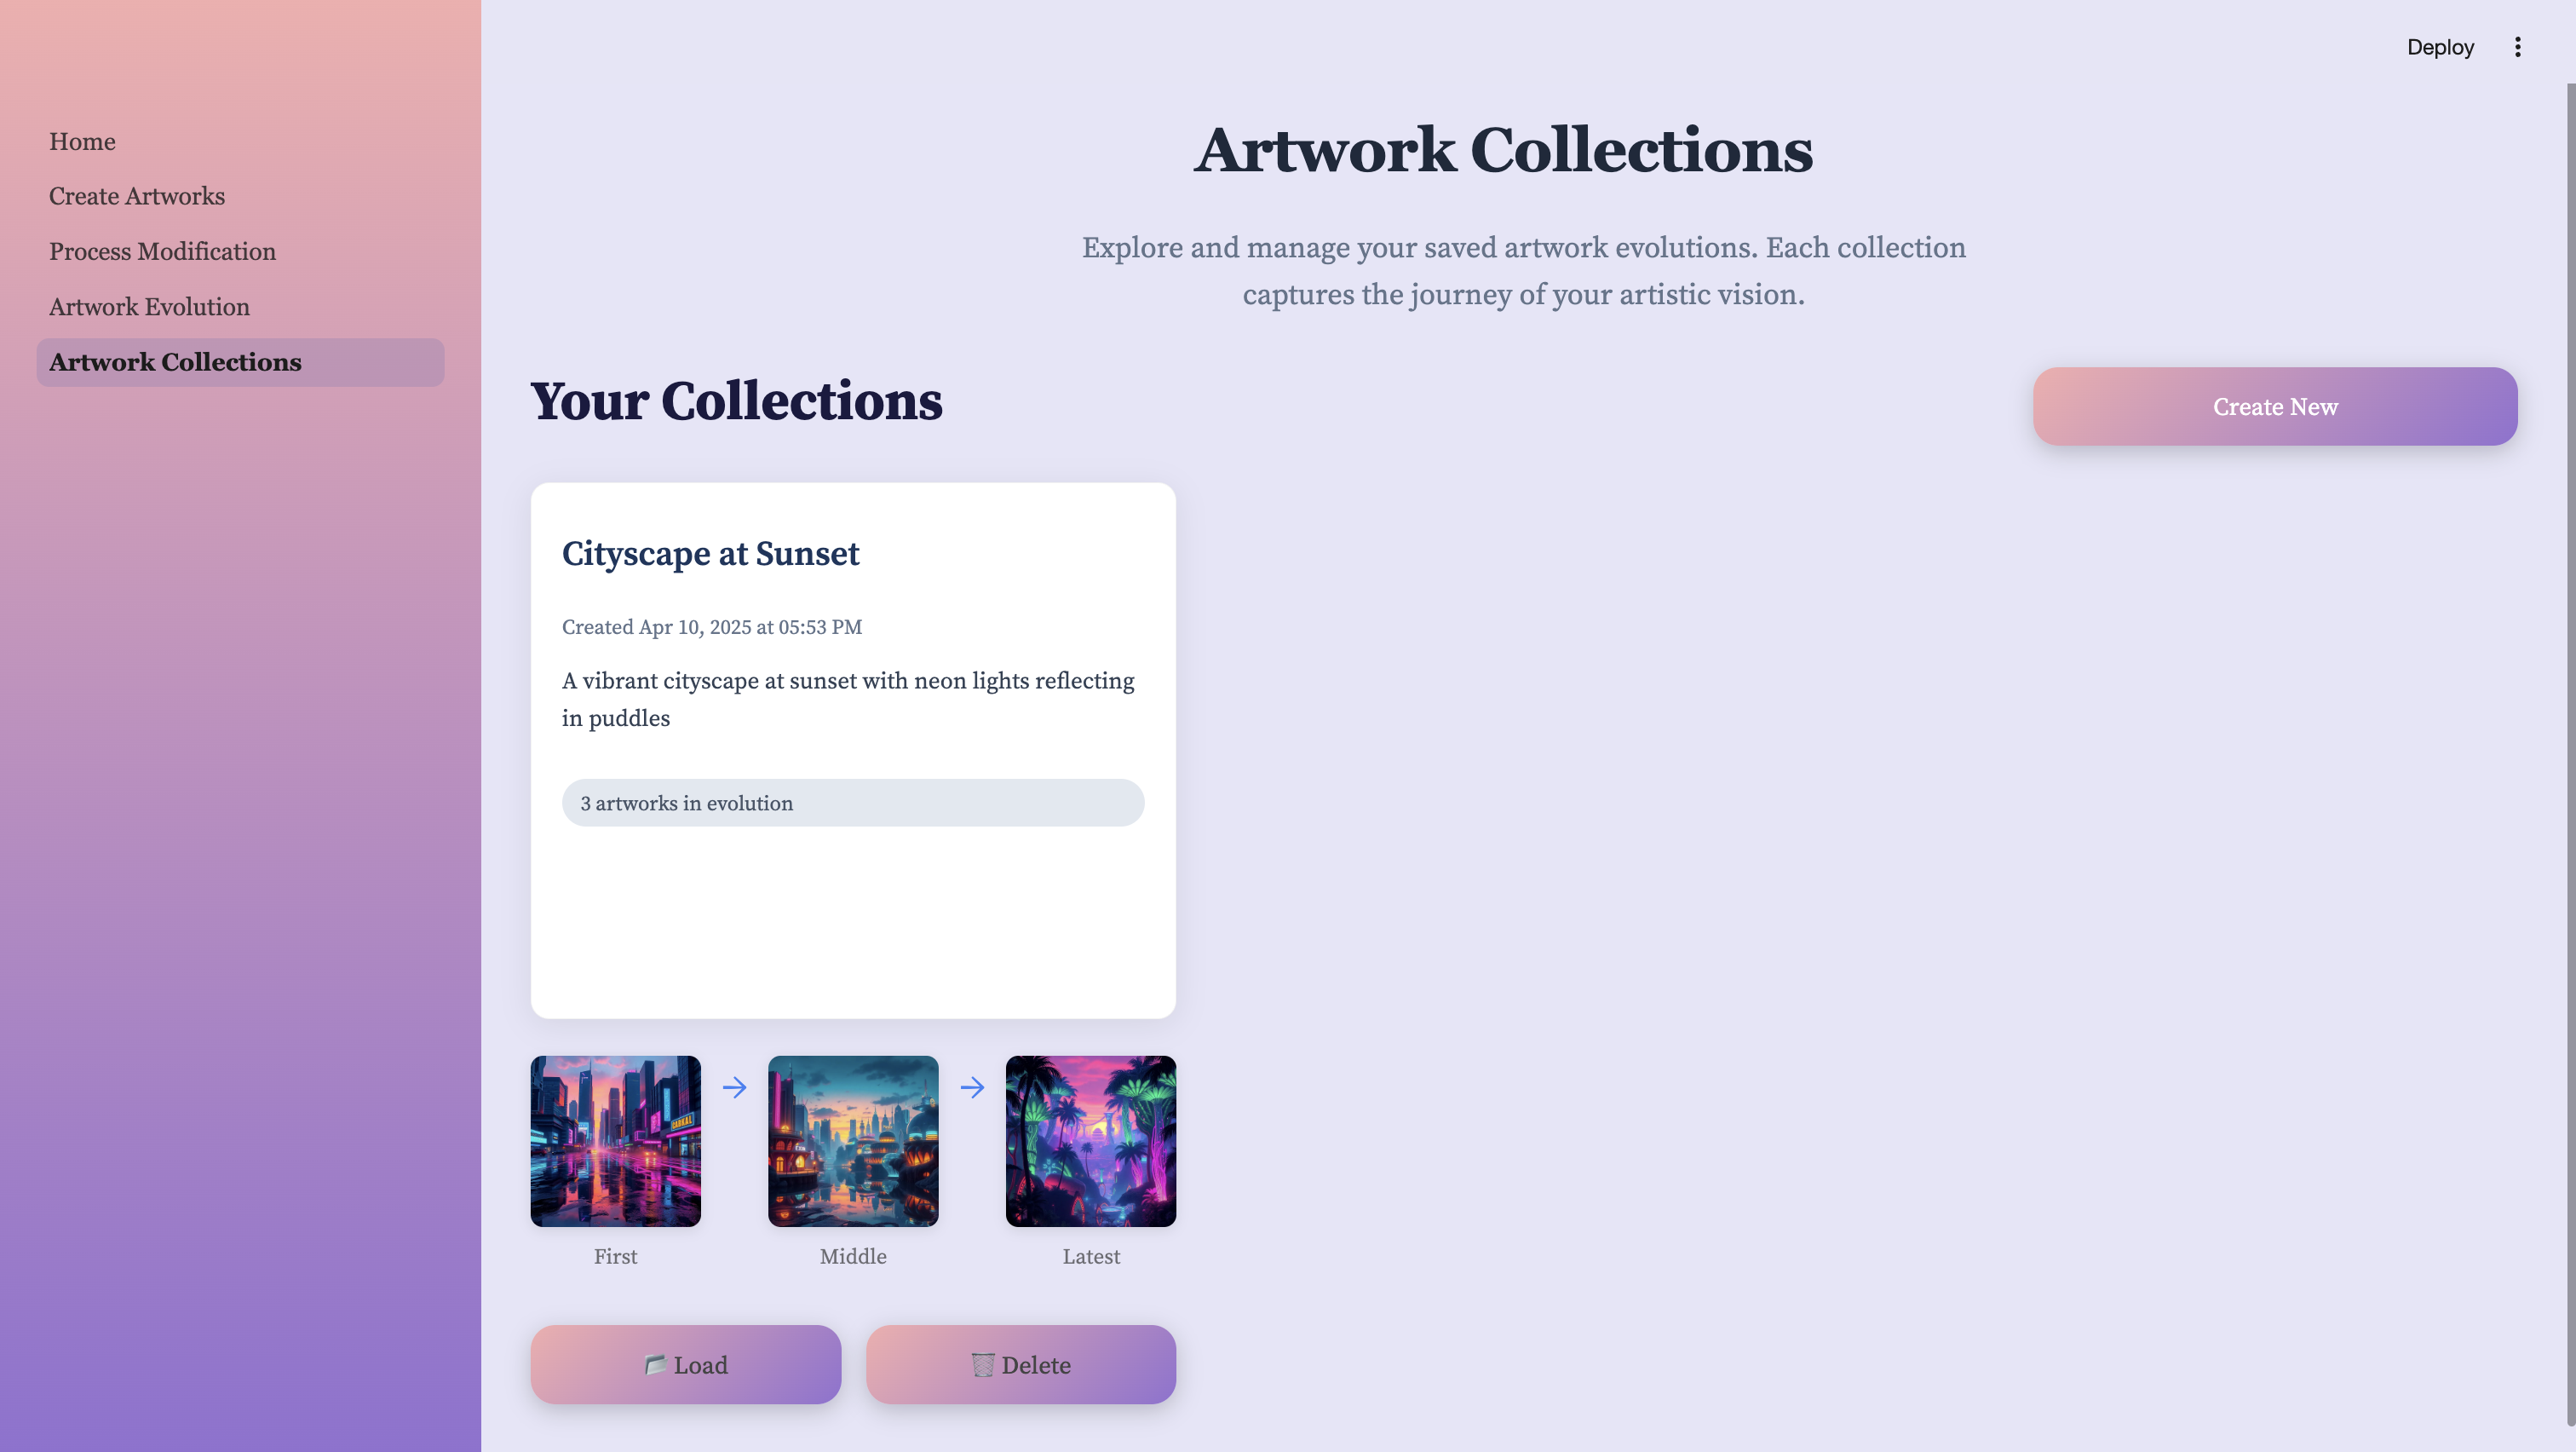 Deploy
Home
Create Artworks
Process Modification
Artwork Evolution
Artwork Collections
Artwork Collections
Explore and manage your saved artwork evolutions. Each collection
captures the journey of your artistic vision.
Your Collections
Create New
Cityscape at Sunset
Created Apr 10, 2025 at 05:53 PM
A vibrant cityscape at sunset with neon lights reflecting
in puddles
3 artworks in evolution
First
Middle
Latest
Load
Delete